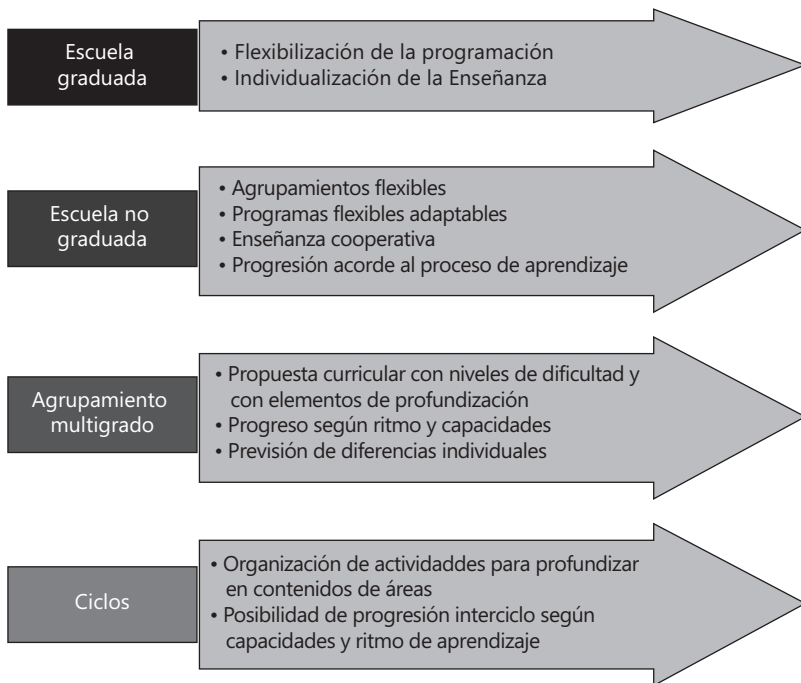 Escuela
graduada
• Flexibilización de la programación
• Individualización de la Enseñanza
Escuela no
graduada
• Agrupamientos flexibles
• Programas flexibles adaptables
• Enseñanza cooperativa
• Progresión acorde al proceso de aprendizaje
Agrupamiento
multigrado
• Propuesta curricular con niveles de dificultad y
con elementos de profundización
• Progreso según ritmo y capacidades
• Previsión de diferencias individuales
Ciclos
• Organización de actividaddes para profundizar
en contenidos de áreas
• Posibilidad de progresión interciclo según
capacidades y ritmo de aprendizaje